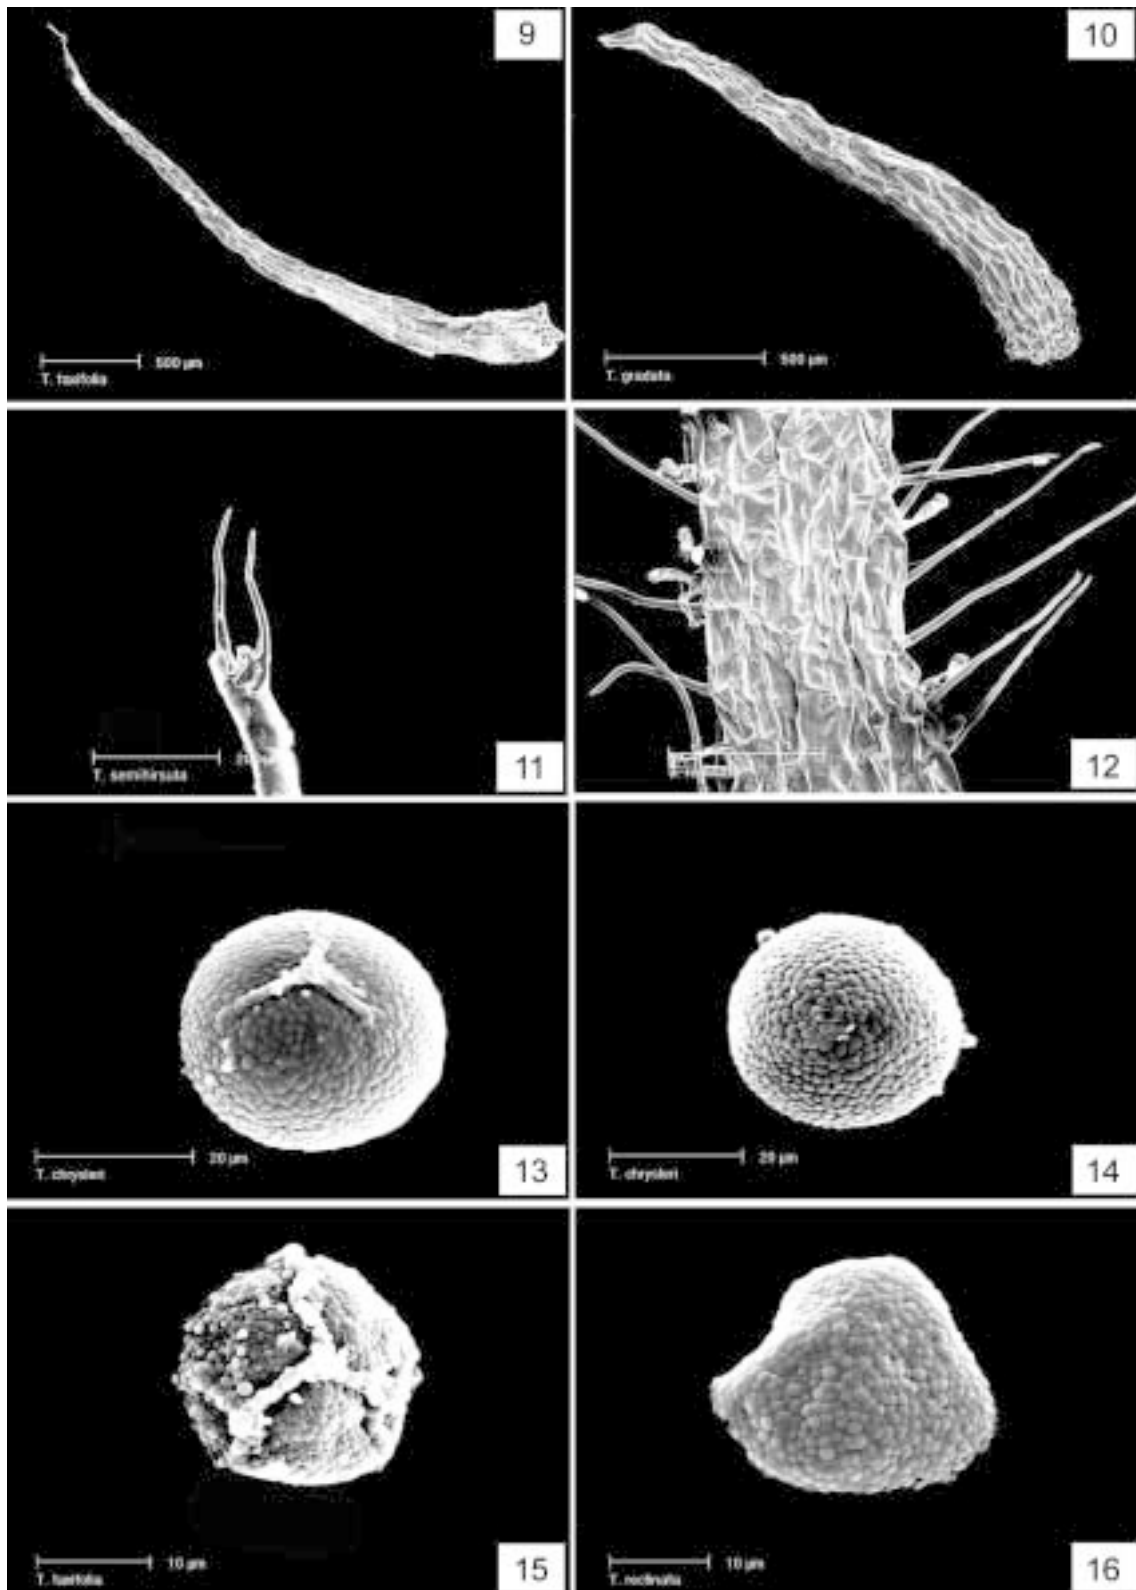 9
500 µm
10
500 µm
T. gradata
11
T. semihirsuta
12
13
20 µm
T. chrysleri
14
20 µm
T. chrysleri
15
10 µm
16
10 µm
T. reclinata